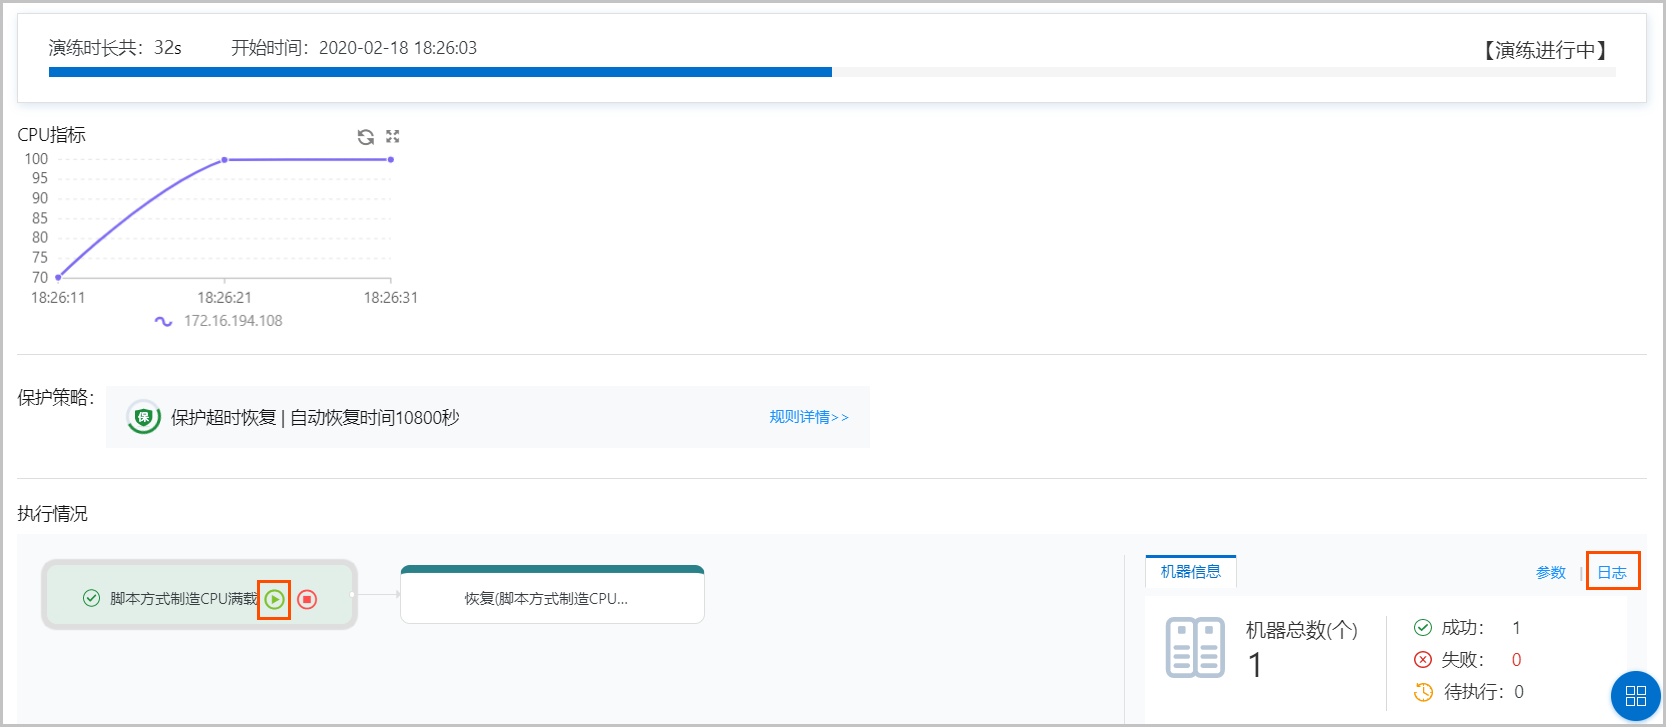 演练时长共：32s 开始时间：2020-02-18 18:26:03 【演练进行中】
CPU指标
100
95
90
85
80
75
70
18:26:11 18:26:21 18:26:31
172.16.194.108
保护策略：
保
保护超时恢复 | 自动恢复时间10800秒 规则详情>>
执行情况
脚本方式制造CPU满载
恢复(脚本方式制造CPU...
机器信息 参数 | 日志
机器总数(个)
1
成功： 1
失败： 0
待执行：0